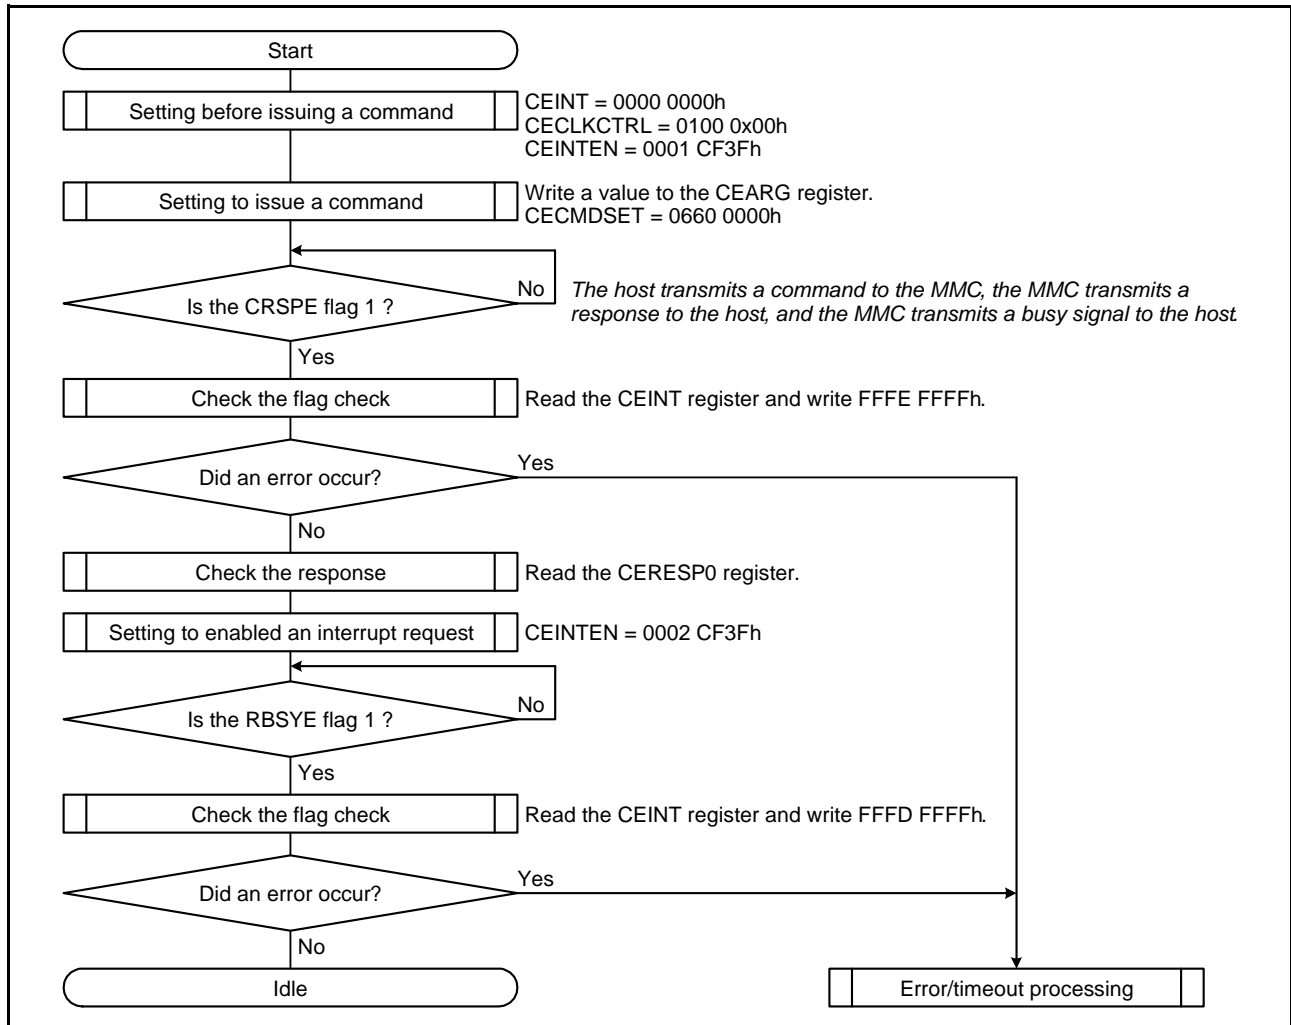 Start
Setting before issuing a command
CEINT = 0000 0000h
CECLKCTRL = 0100 0x00h
CEINTEN = 0001 CF3Fh
Setting to issue a command
Write a value to the CEARG register.
CECMDSET = 0660 0000h
Is the CRSPE flag 1 ?
No
The host transmits a command to the MMC, the MMC transmits a
response to the host, and the MMC transmits a busy signal to the host.
Yes
Check the flag check
Read the CEINT register and write FFFE FFFFh.
Did an error occur?
Yes
No
Check the response
Read the CERESP0 register.
Setting to enabled an interrupt request
CEINTEN = 0002 CF3Fh
Is the RBSYE flag 1 ?
No
Yes
Check the flag check
Read the CEINT register and write FFFD FFFFh.
Did an error occur?
Yes
No
Idle
Error/timeout processing